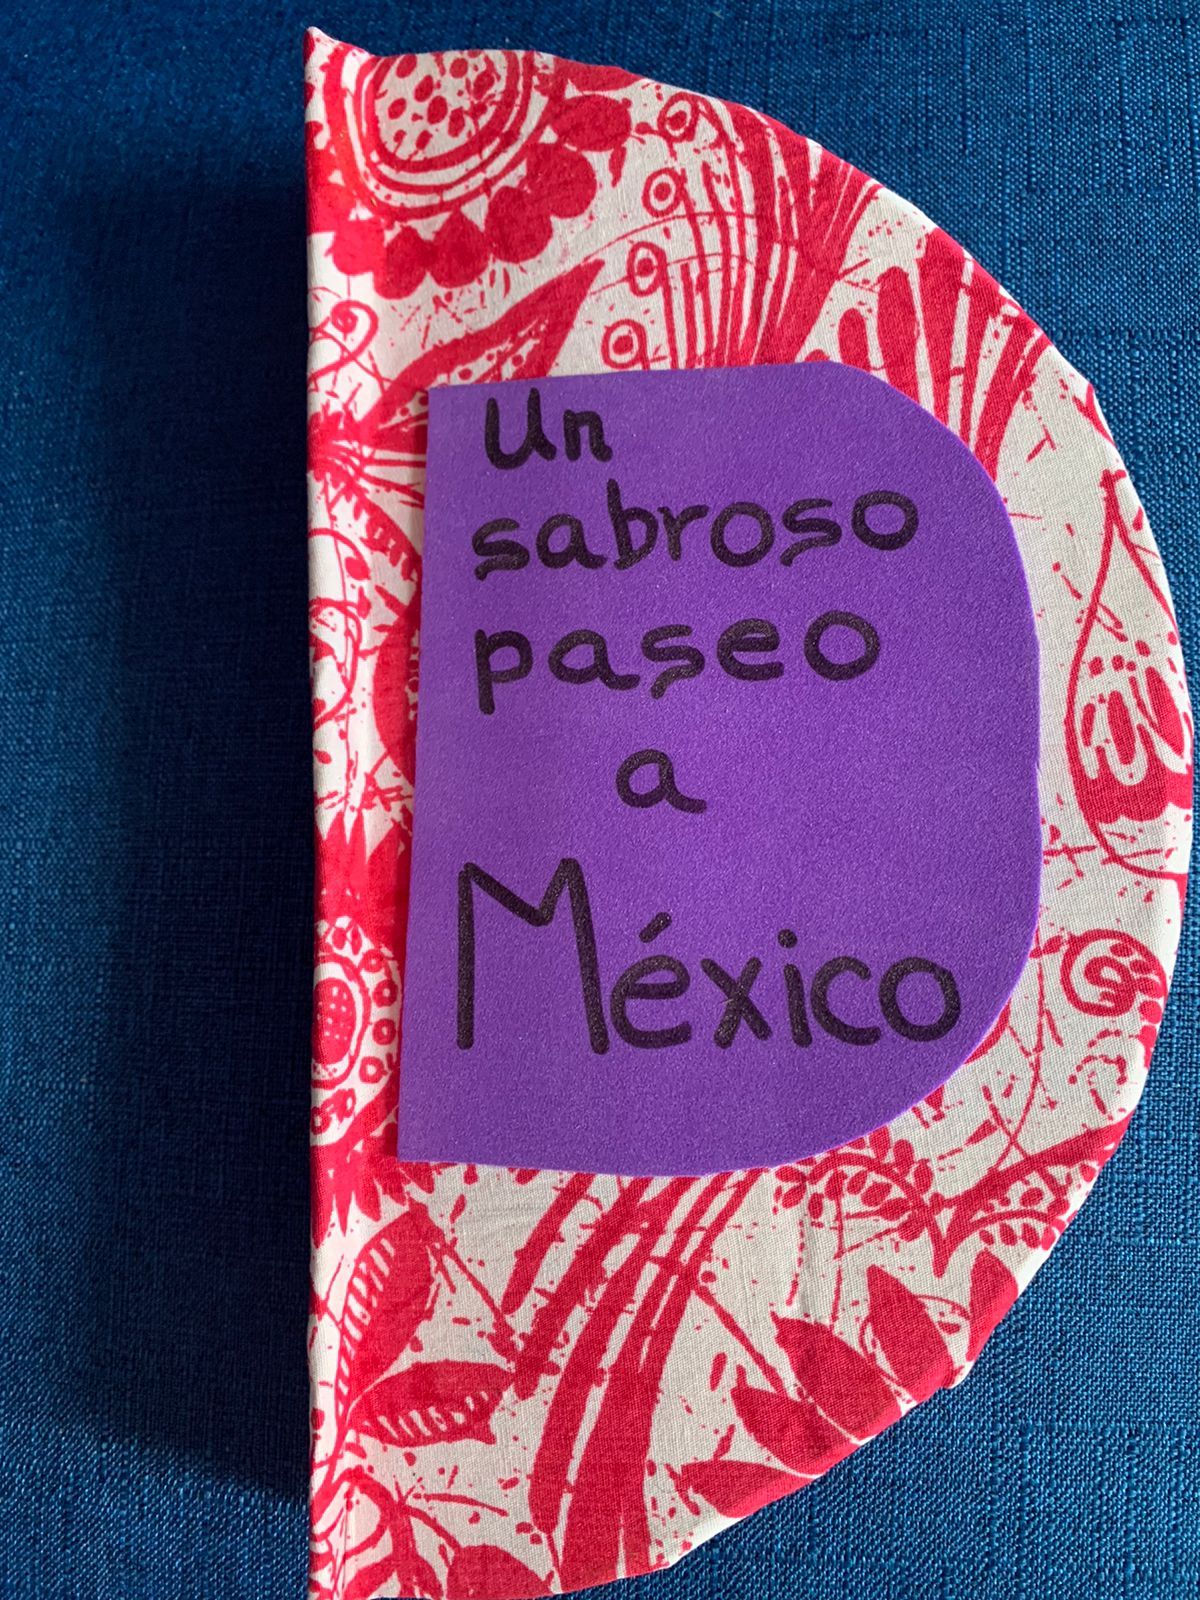 Un
sabroso
paseo
a
México